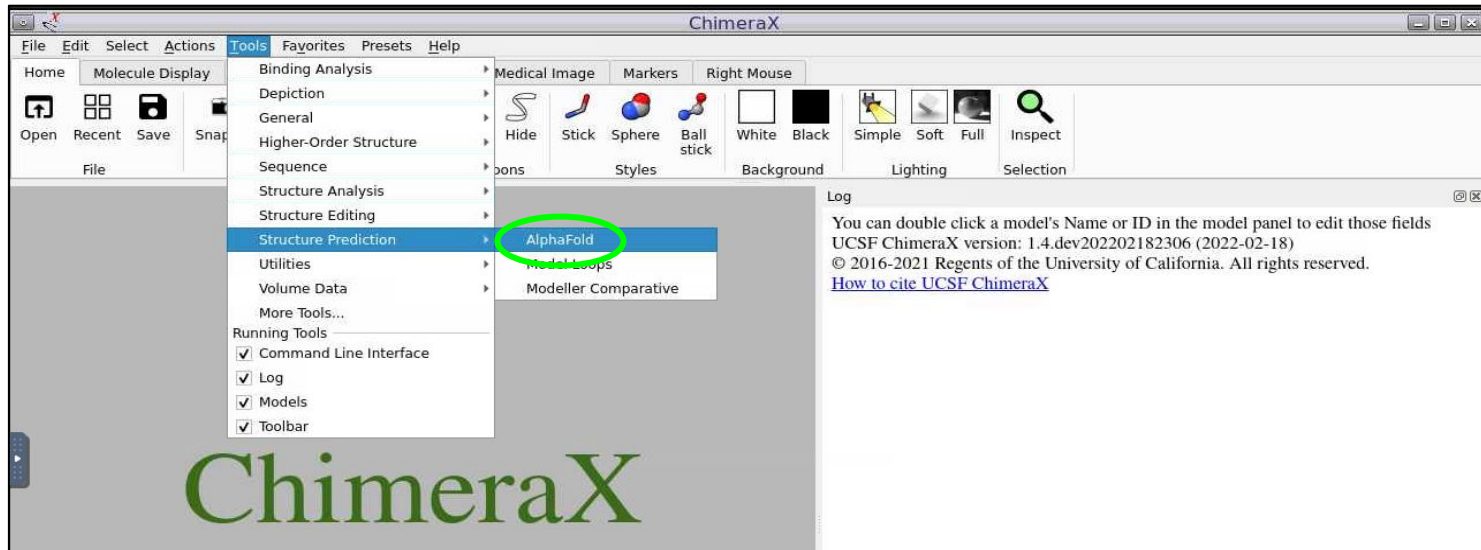 ChimeraX
File Edit Select Actions Tools Favorites Presets Help
Home Molecule Display Medical Image Markers Right Mouse
Open Recent Save Snap
File
Binding Analysis
Depiction
General
Higher-Order Structure
Sequence
Structure Analysis
Structure Editing
Structure Prediction
Utilities
Volume Data
More Tools...
Running Tools
Command Line Interface
Log
Models
Toolbar
AlphaFold
Model Loops
Modeller Comparative
Hide Stick Sphere Ball stick White Black Simple Soft Full Inspect
oons Styles Background Lighting Selection
Log
You can double click a model's Name or ID in the model panel to edit those fields
UCSF ChimeraX version: 1.4.dev202202182306 (2022-02-18)
© 2016-2021 Regents of the University of California. All rights reserved.
How to cite UCSF ChimeraX
ChimeraX